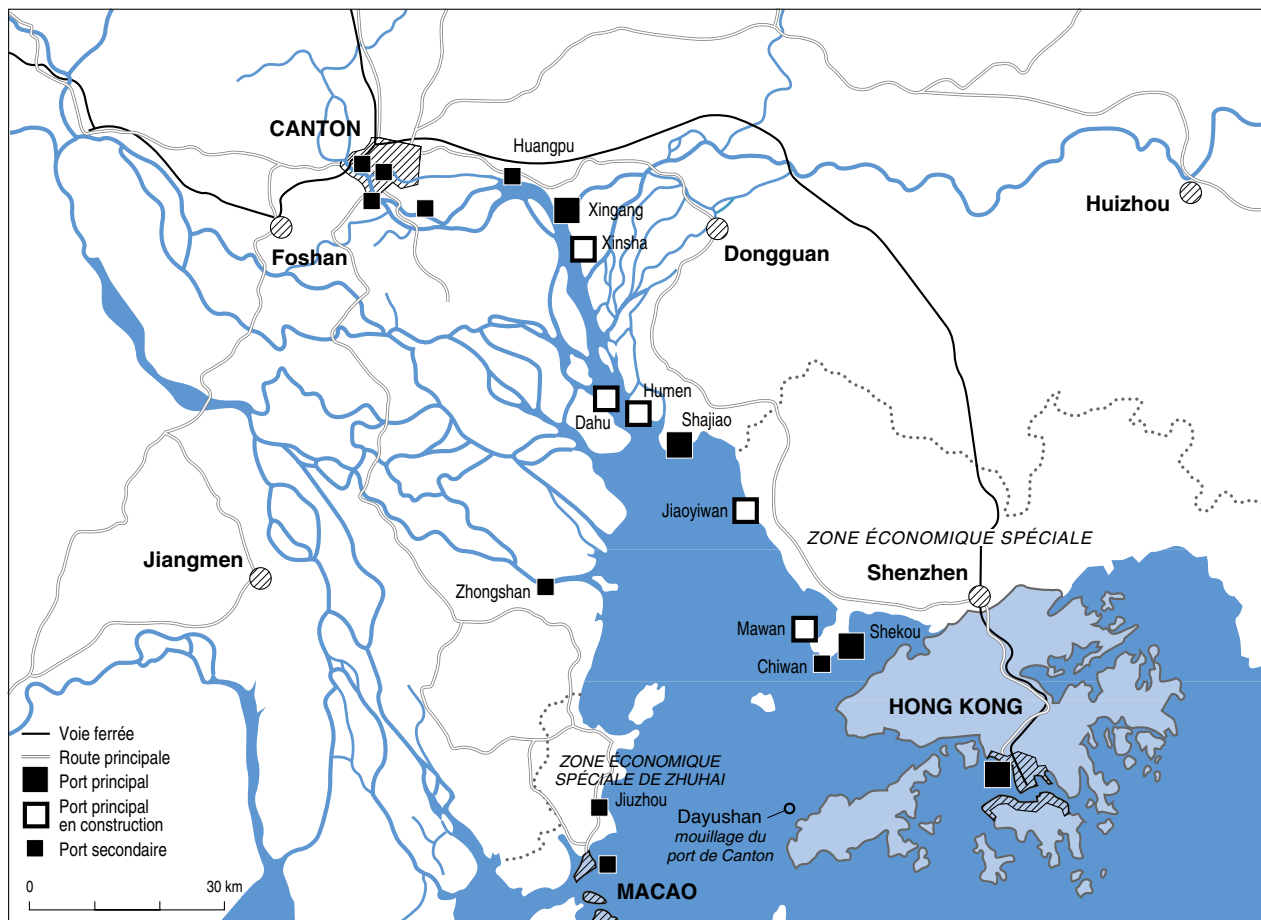 CANTON
Huangpu
Huizhou
Xingang
Xinsha
Foshan
Dongguan
Humen
Dahu
Shajiao
Jiaoyiwan
ZONE ÉCONOMIQUE SPÉCIALE
Jiangmen
Shenzhen
Zhongshan
Mawan
Shekou
Chiwan
HONG KONG
Voie ferrée
Route principale
Port principal
Port principal
en construction
Port secondaire
0 30 km
ZONE ÉCONOMIQUE
SPÉCIALE DE ZHUHAI
Jiuzhou
Dayushan
mouillage du
port de Canton
MACAO